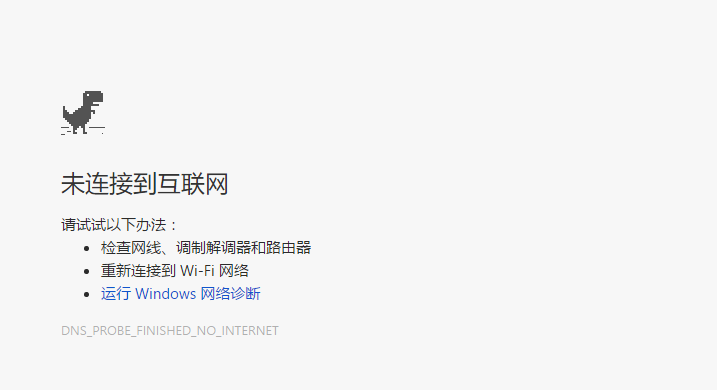 未连接到互联网
请试试以下办法：
检查网线、调制解调器和路由器
重新连接到 Wi-Fi 网络
运行 Windows 网络诊断
DNS_PROBE_FINISHED_NO_INTERNET